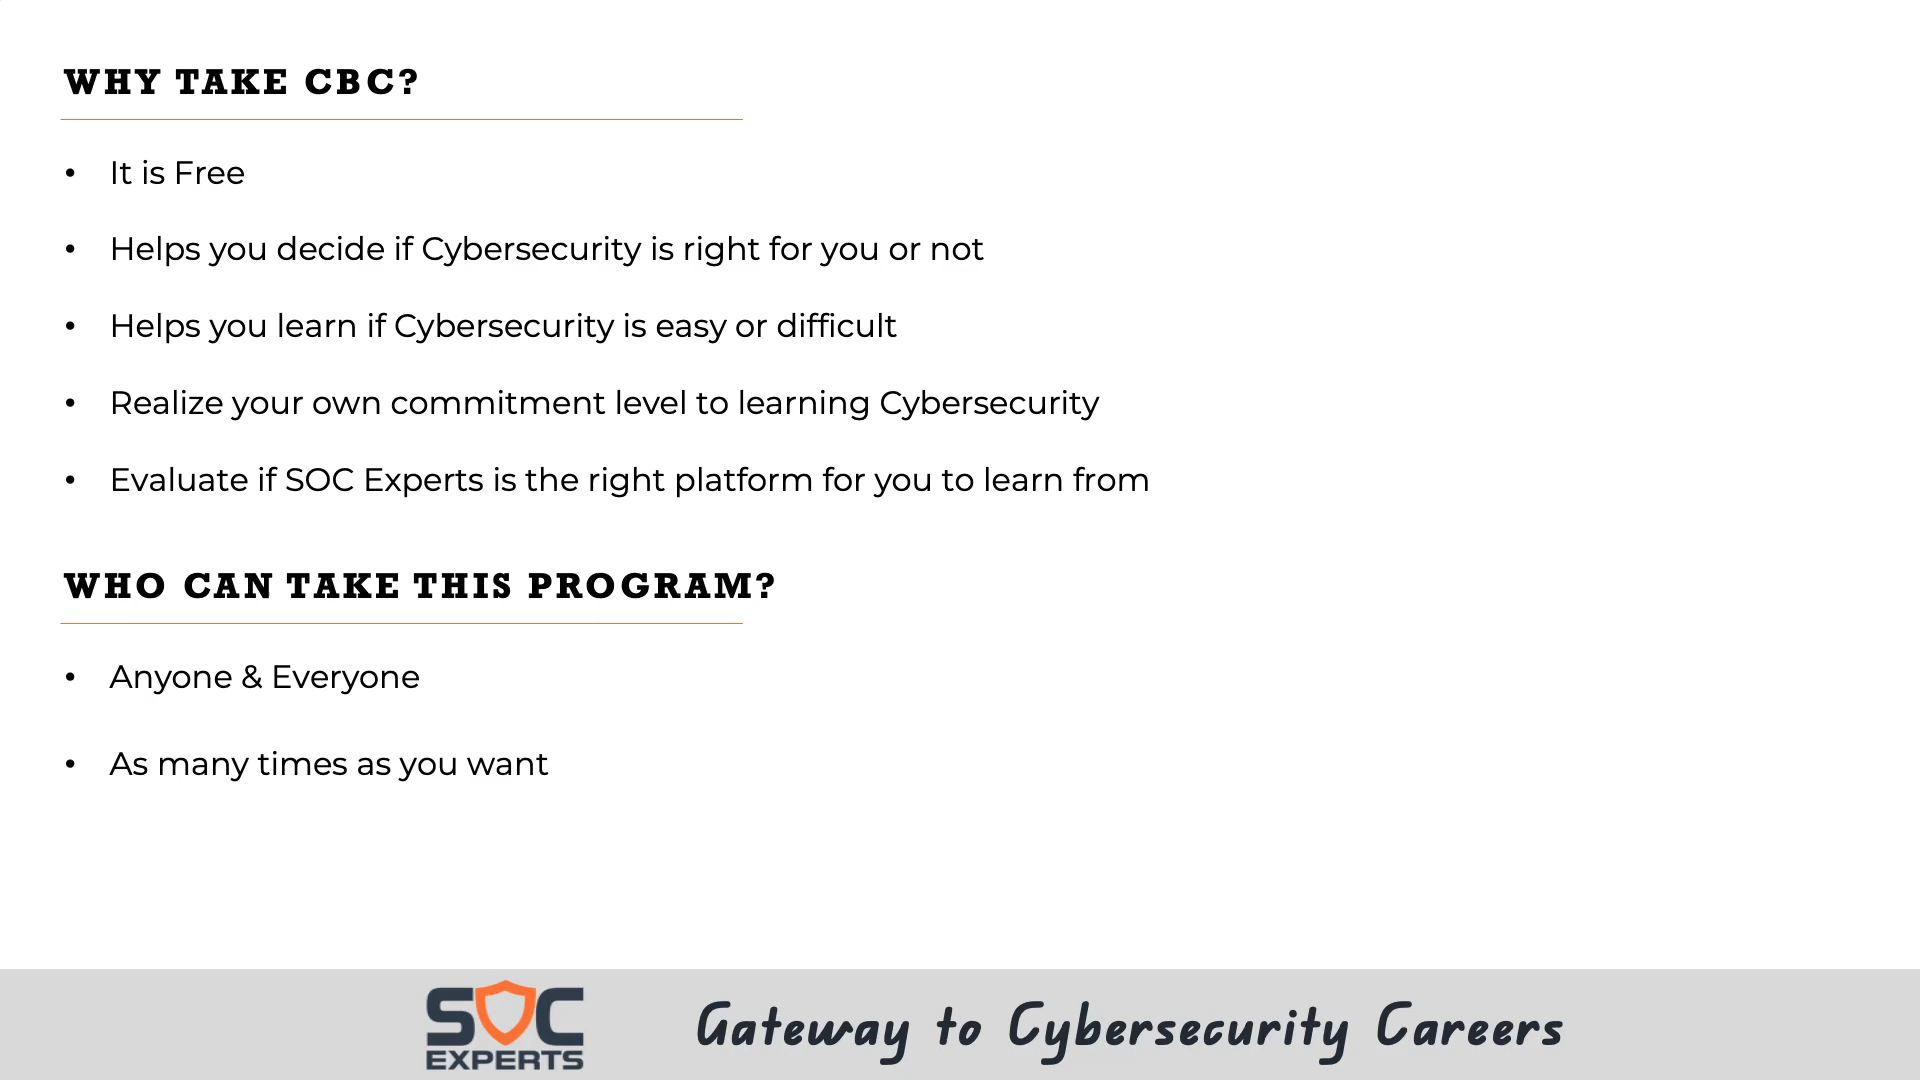 WHY TAKE CBC?
• It is Free
• Helps you decide if Cybersecurity is right for you or not
• Helps you learn if Cybersecurity is easy or difficult
• Realize your own commitment level to learning Cybersecurity
• Evaluate if SOC Experts is the right platform for you to learn from
WHO CAN TAKE THIS PROGRAM?
• Anyone & Everyone
• As many times as you want
SOC
EXPERTS
Gateway to Cybersecurity Careers